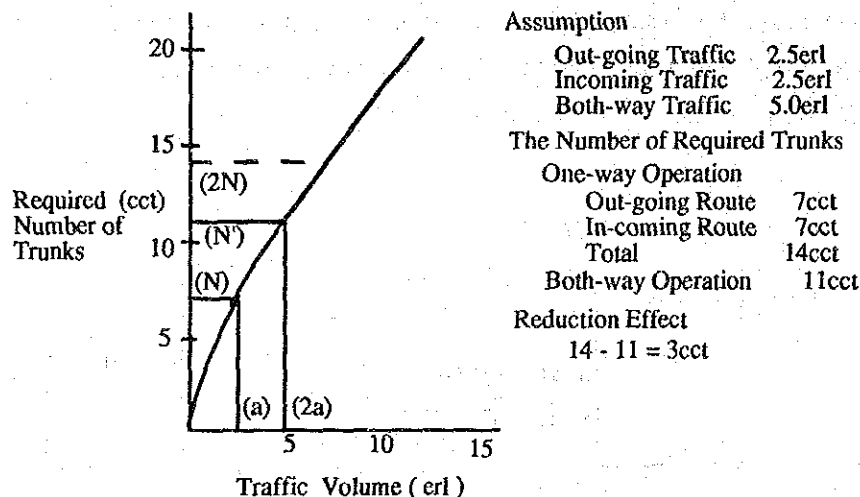 20
15
(2N)
Required (cct)
Number of
Trunks
(N')
10
(N)
5
(a)
(2a)
5
10
15
Traffic Volume ( erl )
Assumption
Out-going Traffic 2.5erl
Incoming Traffic 2.5erl
Both-way Traffic 5.0erl
The Number of Required Trunks
One-way Operation
Out-going Route 7cct
In-coming Route 7cct
Total 14cct
Both-way Operation 11cct
Reduction Effect
14 - 11 = 3cct